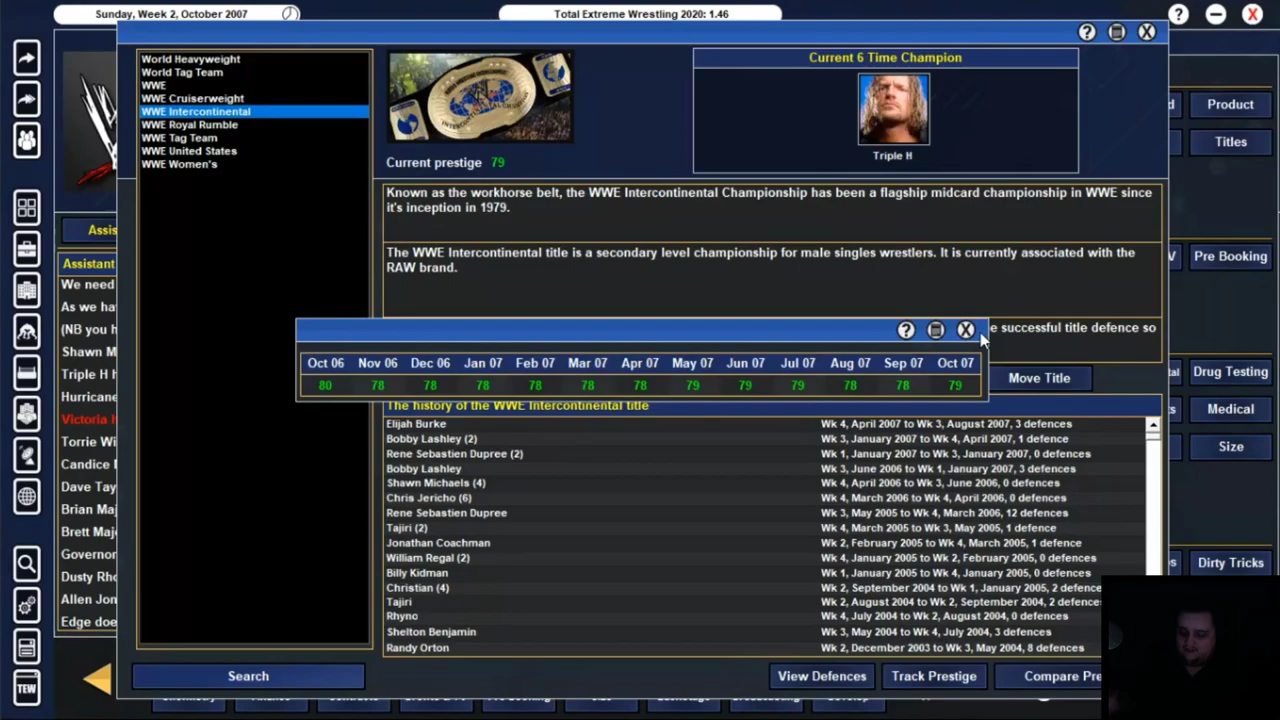 Sunday, Week 2, October 2007
Total Extreme Wrestling 2020: 1.46
World Heavyweight
World Tag Team
WWE
WWE Cruiserweight
WWE Intercontinental
WWE Royal Rumble
WWE Tag Team
WWE United States
WWE Women's
Current prestige 79
Current 6 Time Champion
Triple H
Known as the workhorse belt, the WWE Intercontinental Championship has been a flagship midcard championship in WWE since
it's inception in 1979.
The WWE Intercontinental title is a secondary level championship for male singles wrestlers. It is currently associated with the
RAW brand.
e successful title defence so
Oct 06 Nov 06 Dec 06 Jan 07 Feb 07 Mar 07 Apr 07 May 07 Jun 07 Jul 07 Aug 07 Sep 07 Oct 07
80 78 78 78 78 78 78 79 79 79 78 78 79
Move Title
The history of the WWE Intercontinental title
Elijah Burke Wk 4, April 2007 to Wk 3, August 2007, 3 defences
Bobby Lashley (2) Wk 3, January 2007 to Wk 4, April 2007, 1 defence
Rene Sebastien Dupree (2) Wk 1, January 2007 to Wk 3, January 2007, 0 defences
Bobby Lashley Wk 3, June 2006 to Wk 1, January 2007, 3 defences
Shawn Michaels (4) Wk 4, April 2006 to Wk 3, June 2006, 0 defences
Chris Jericho (6) Wk 4, March 2006 to Wk 4, April 2006, 0 defences
Rene Sebastien Dupree Wk 3, May 2005 to Wk 4, March 2006, 12 defences
Tajiri (2) Wk 4, March 2005 to Wk 3, May 2005, 1 defence
Jonathan Coachman Wk 2, February 2005 to Wk 4, March 2005, 1 defence
William Regal (2) Wk 4, January 2005 to Wk 2, February 2005, 0 defences
Billy Kidman Wk 1, January 2005 to Wk 4, January 2005, 0 defences
Christian (4) Wk 2, September 2004 to Wk 1, January 2005, 2 defence
Tajiri Wk 2, August 2004 to Wk 2, September 2004, 2 defence
Rhyno Wk 4, July 2004 to Wk 2, August 2004, 0 defences
Shelton Benjamin Wk 3, May 2004 to Wk 4, July 2004, 3 defences
Randy Orton Wk 2, December 2003 to Wk 3, May 2004, 8 defences
Search
View Defences
Track Prestige
Compare Pre
Assis
Assistant
We need
As we ha
(NB you h
Shawn M
Triple H h
Hurricane
Victoria h
Torrie Wi
Candice
Dave Tay
Brian Maj
Brett Maj
Governor
Dusty Rho
Allen Jon
Edge doe
TEW
Product
Titles
Pre Booking
Drug Testing
Medical
Size
Dirty Tricks